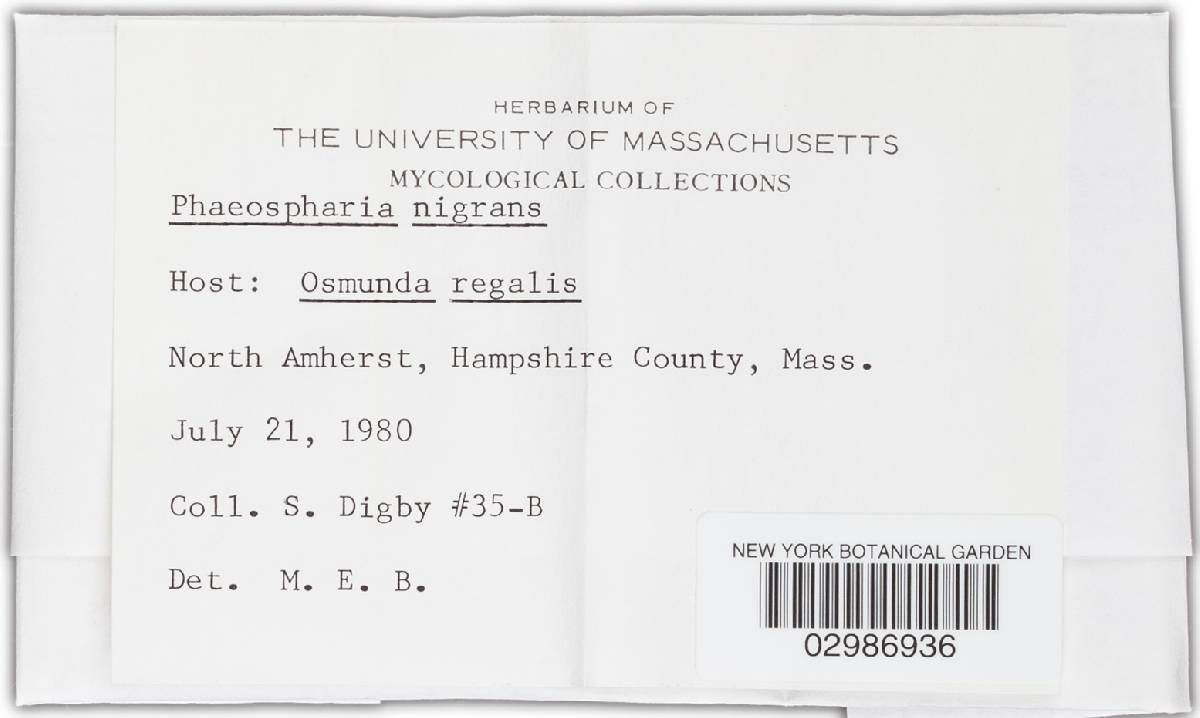 HERBARIUM OF
THE UNIVERSITY OF MASSACHUSETTS
MYCOLOGICAL COLLECTIONS
Phaeospharia nigrans
Host: Osmunda regalis
North Amherst, Hampshire County, Mass.
July 21, 1980
Coll. S. Digby #35-B
Det. M. E. B.
NEW YORK BOTANICAL GARDEN
02986936